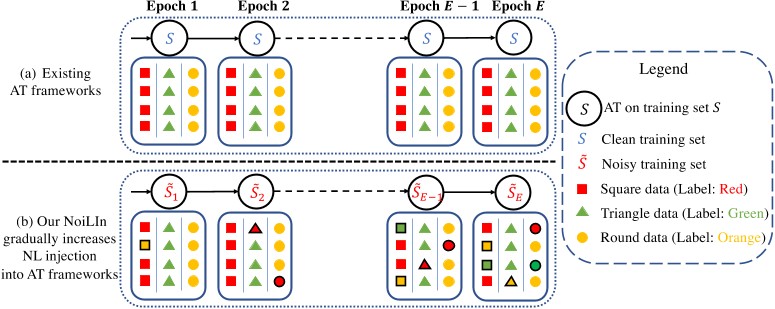 Epoch 1
Epoch 2
Epoch E − 1
Epoch E
S
S
S
S
(a) Existing
AT frameworks
S̃1
S̃2
S̃E−1
S̃E
(b) Our NoiLIn
gradually increases
NL injection
into AT frameworks
Legend
S AT on training set S
S Clean training set
S̃ Noisy training set
Square data (Label: Red)
Triangle data (Label: Green)
Round data (Label: Orange)